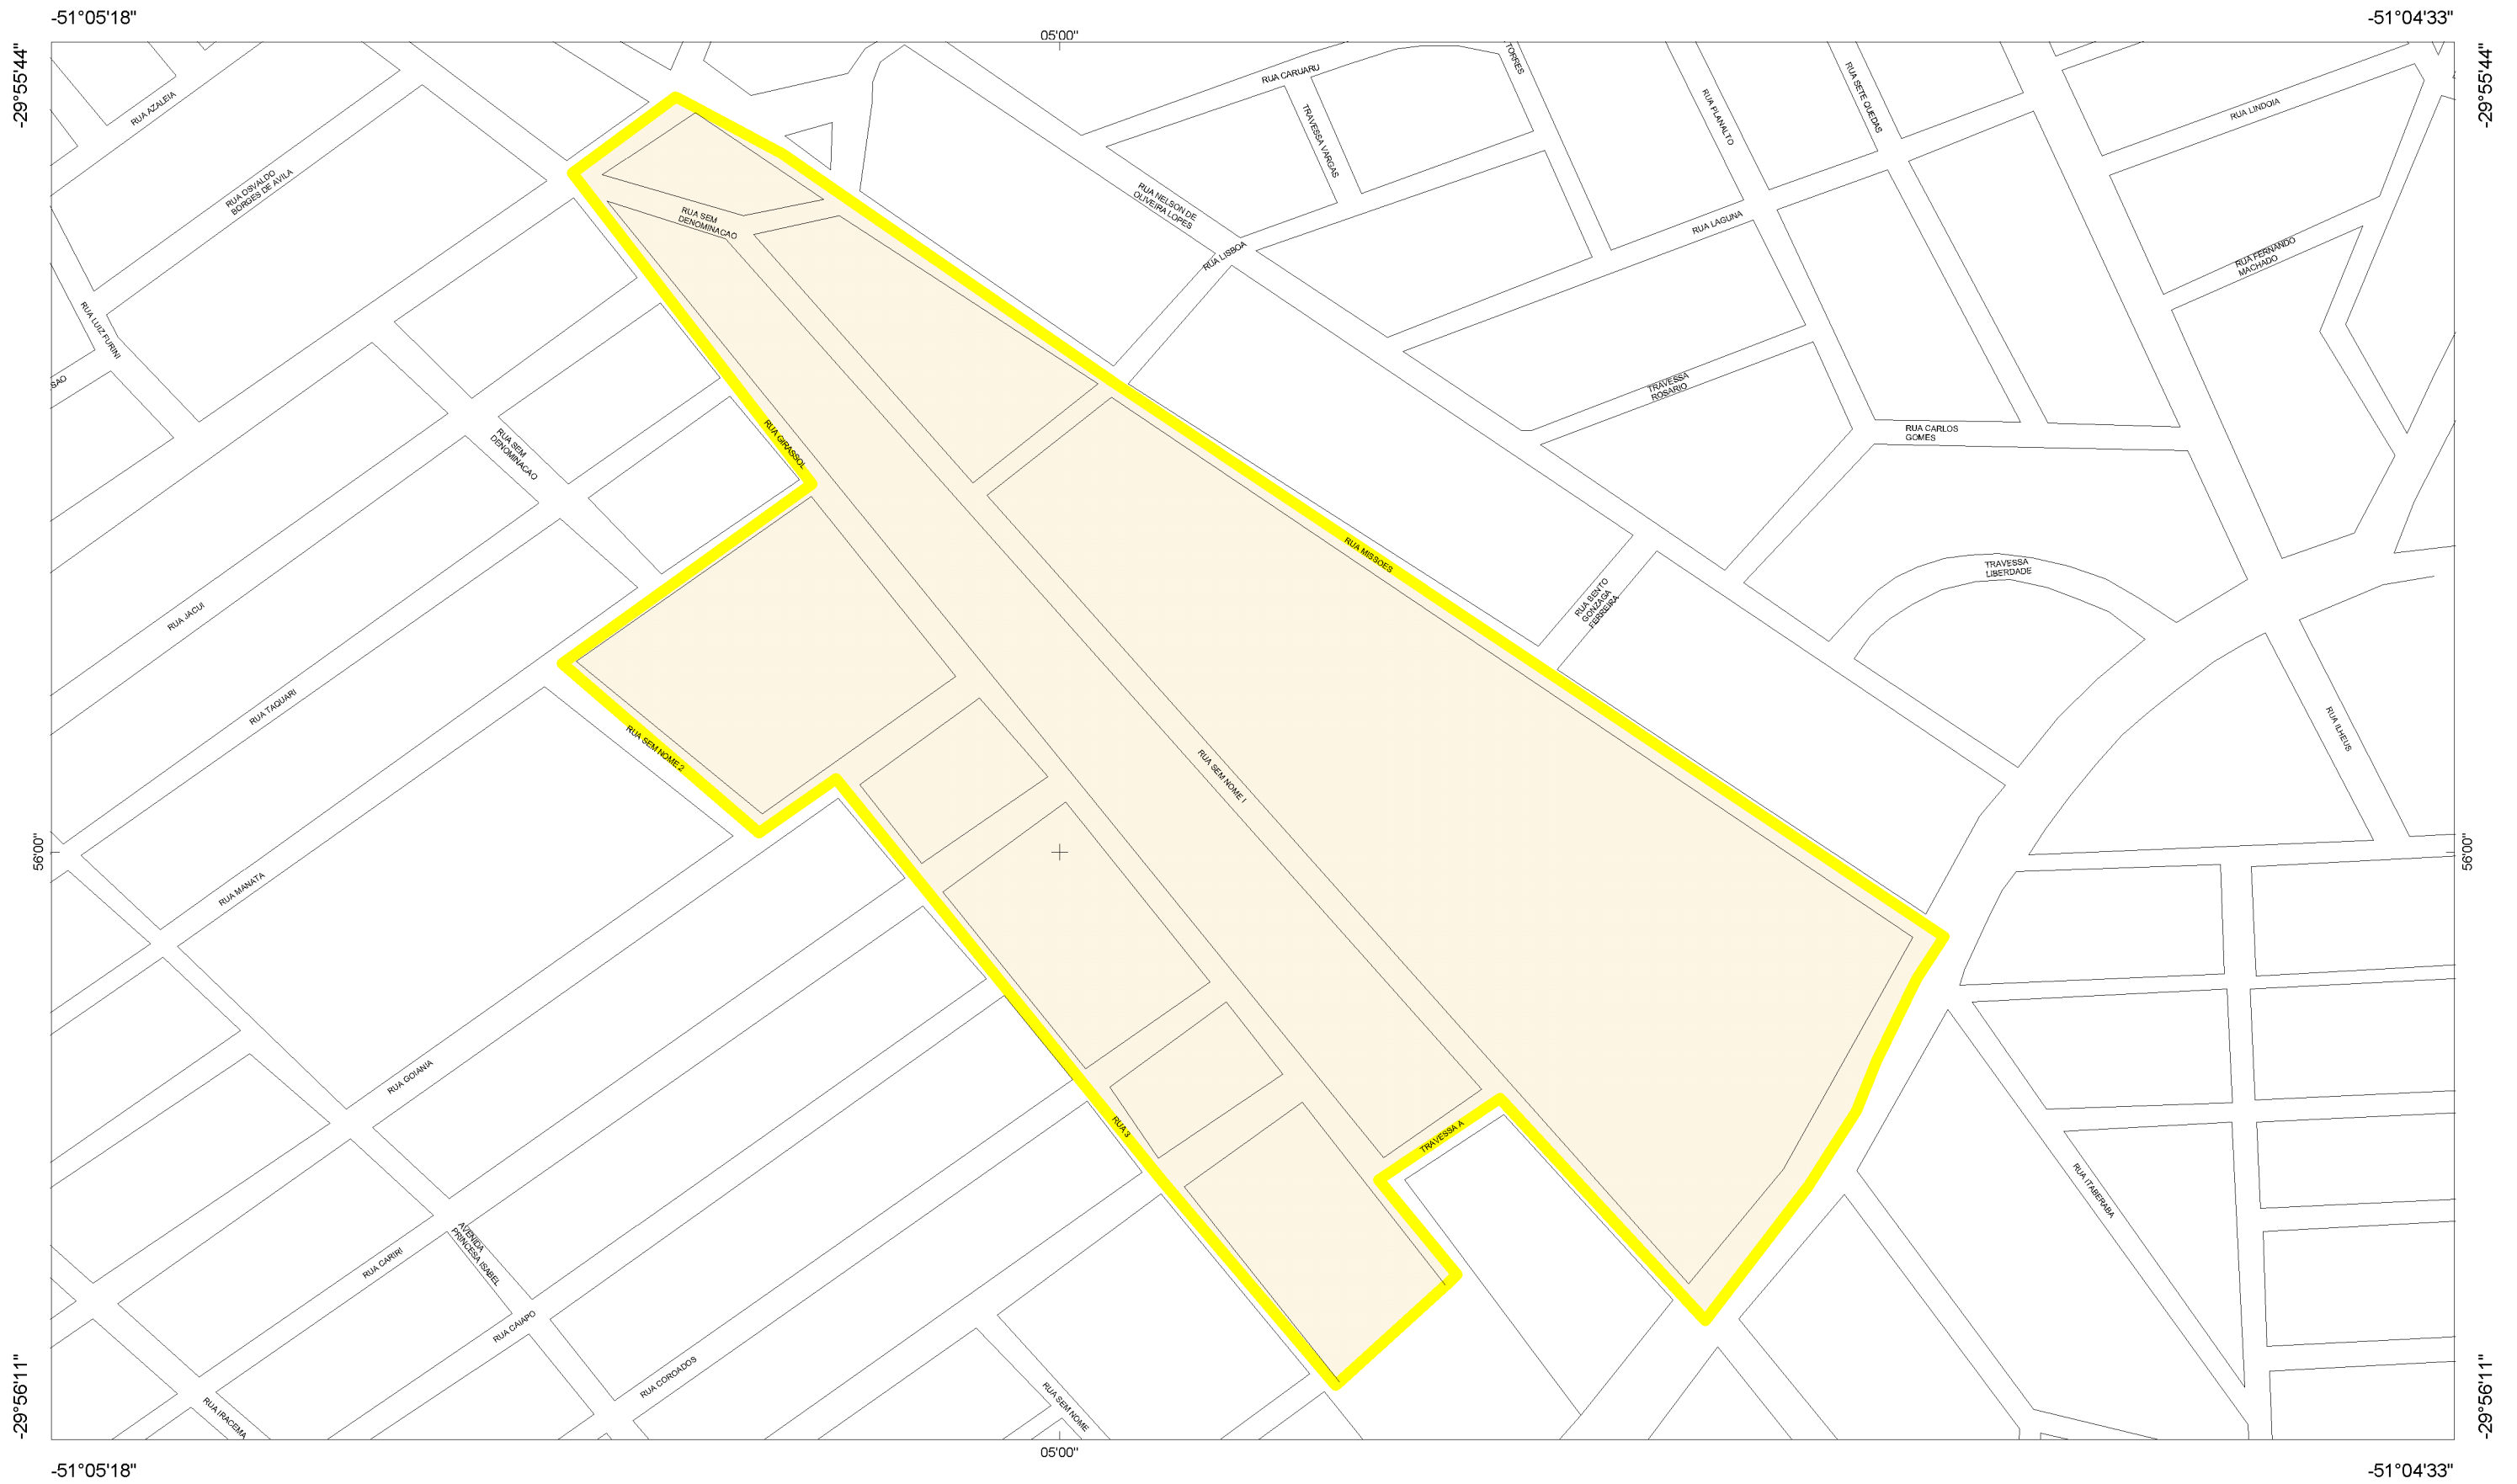 -51°05'18"
-51°04'33"
05'00"
-29°55'44"
-29°55'44"
TORRES
RUA CARUARU
RUA AZALEIA
RUA SETE QUEDAS
RUA PLANALTO
RUA LINDOIA
TRAVESSA VARGAS
RUA OSVALDO
BORGES DE AVILA
RUA NELSON DE
OLIVEIRA LOPES
RUA SEM
DENOMINACAO
RUA LAGUNA
RUA LISBOA
RUA FERNANDO
MACHADO
RUA LUIZ FURINI
SAO
TRAVESSA
ROSARIO
RUA GIRASSOL
RUA SEM
DENOMINACAO
RUA CARLOS
GOMES
RUA MISSOES
TRAVESSA
LIBERDADE
RUA BENTO
GONZAGA
FERREIRA
RUA JACUI
RUA TAQUARI
RUA SEM NOME 2
RUA ILHEUS
RUA SEM NOME I
56'00"
56'00"
RUA MANATA
RUA GOIANIA
RUA 3
TRAVESSA A
RUA ITABERABA
AVENIDA
PRINCESA ISABEL
RUA CARIRI
RUA CAIAPO
RUA COROADOS
RUA IRACEMA
RUA SEM NOME
-29°56'11"
-29°56'11"
05'00"
-51°05'18"
-51°04'33"